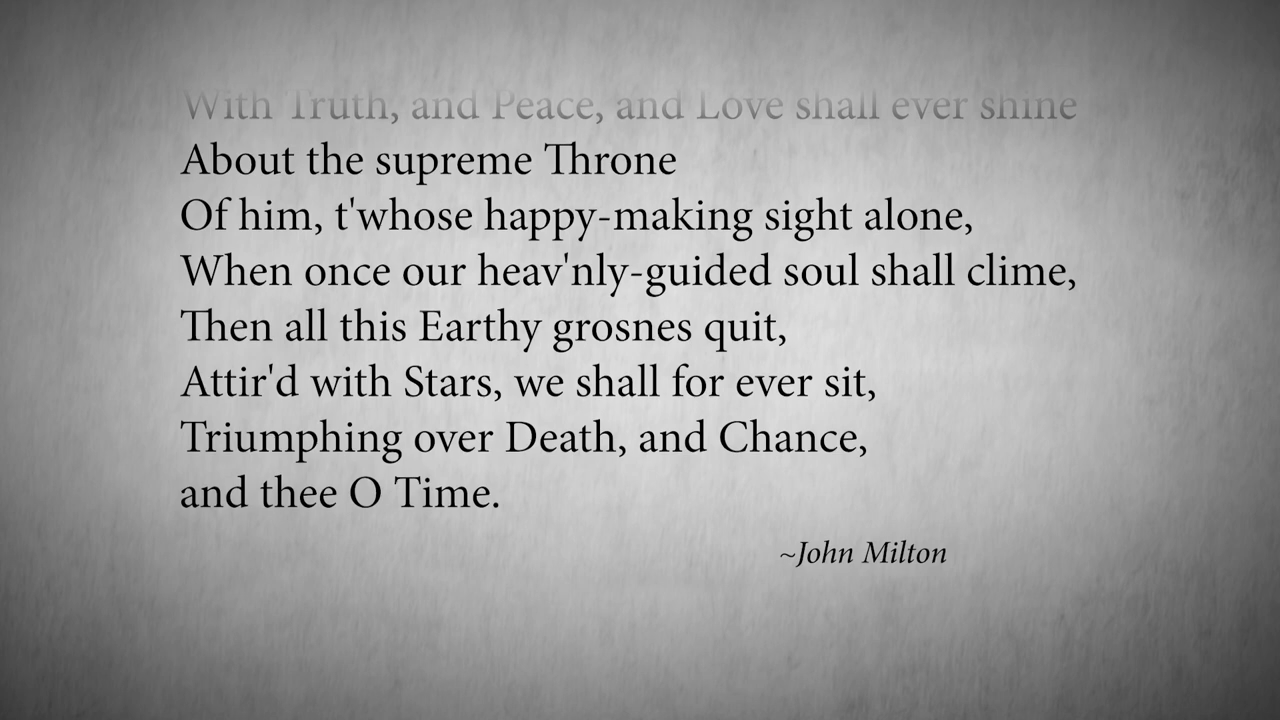 With Truth, and Peace, and Love shall ever shine
About the supreme Throne
Of him, t'whose happy-making sight alone,
When once our heav'nly-guided soul shall clime,
Then all this Earthy grosnes quit,
Attir'd with Stars, we shall for ever sit,
Triumphing over Death, and Chance,
and thee O Time.
~John Milton